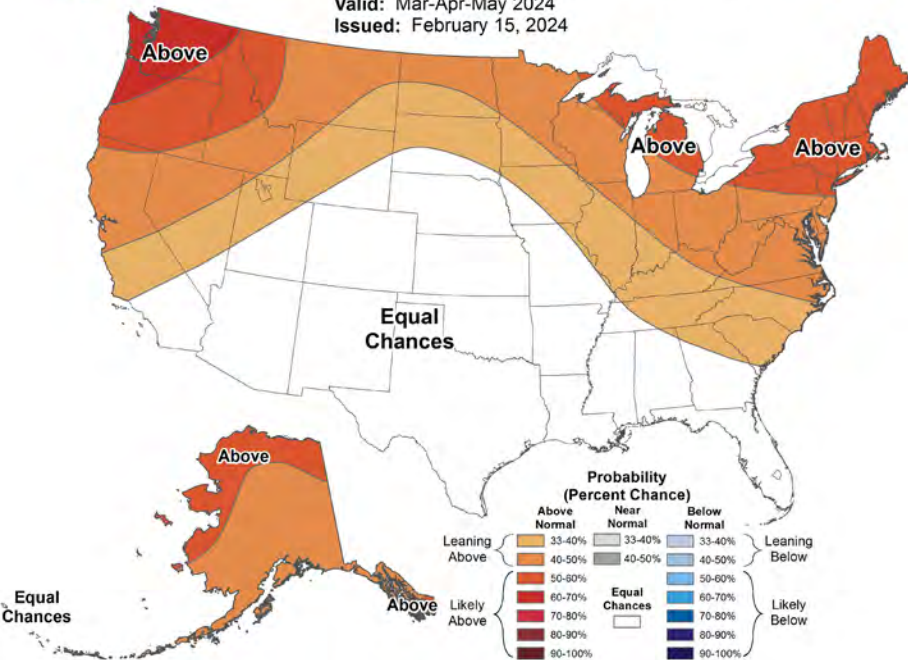 Valid: Mar-Apr-May 2024
Issued: February 15, 2024
Above
Above
Above
Equal
Chances
Above
Above
Equal
Chances
Probability
(Percent Chance)
Above
Normal
Near
Normal
Below
Normal
Leaning
Above
33-40%
33-40%
33-40%
Leaning
Below
40-50%
40-50%
40-50%
Likely
Above
50-60%
50-60%
Likely
Below
60-70%
Equal
Chances
60-70%
70-80%
70-80%
80-90%
80-90%
90-100%
90-100%